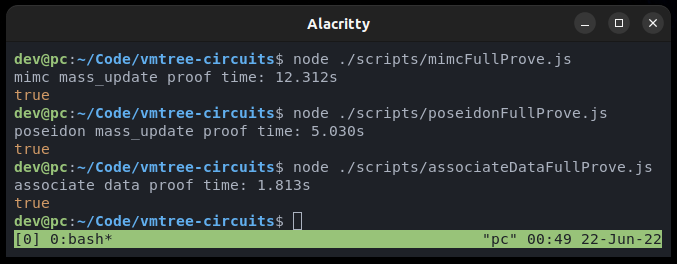 Alacritty
dev@pc:~/Code/vmtree-circuits$ node ./scripts/mimcFullProve.js
mimc mass_update proof time: 12.312s
true
dev@pc:~/Code/vmtree-circuits$ node ./scripts/poseidonFullProve.js
poseidon mass_update proof time: 5.030s
true
dev@pc:~/Code/vmtree-circuits$ node ./scripts/associateDataFullProve.js
associate data proof time: 1.813s
true
dev@pc:~/Code/vmtree-circuits$
[0] 0:bash* "pc" 00:49 22-Jun-22